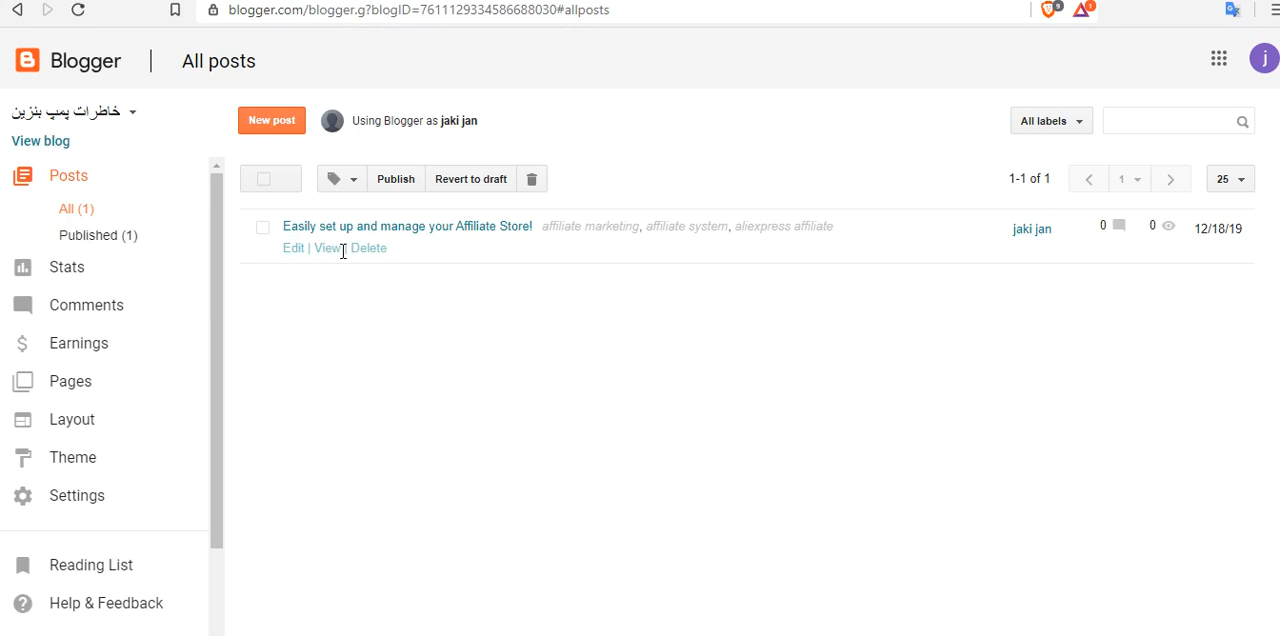 blogger.com/blogger.g?blogID=7611129334586688030#allposts
9
1
Blogger
All posts
j
خاطرات پمپ بنزین
View blog
New post
Using Blogger as jaki jan
All labels
Posts
Publish
Revert to draft
1-1 of 1
1
25
All (1)
Published (1)
Easily set up and manage your Affiliate Store! affiliate marketing, affiliate system, aliexpress affiliate
Edit | View | Delete
jaki jan
0
0
12/18/19
Stats
Comments
Earnings
Pages
Layout
Theme
Settings
Reading List
Help & Feedback